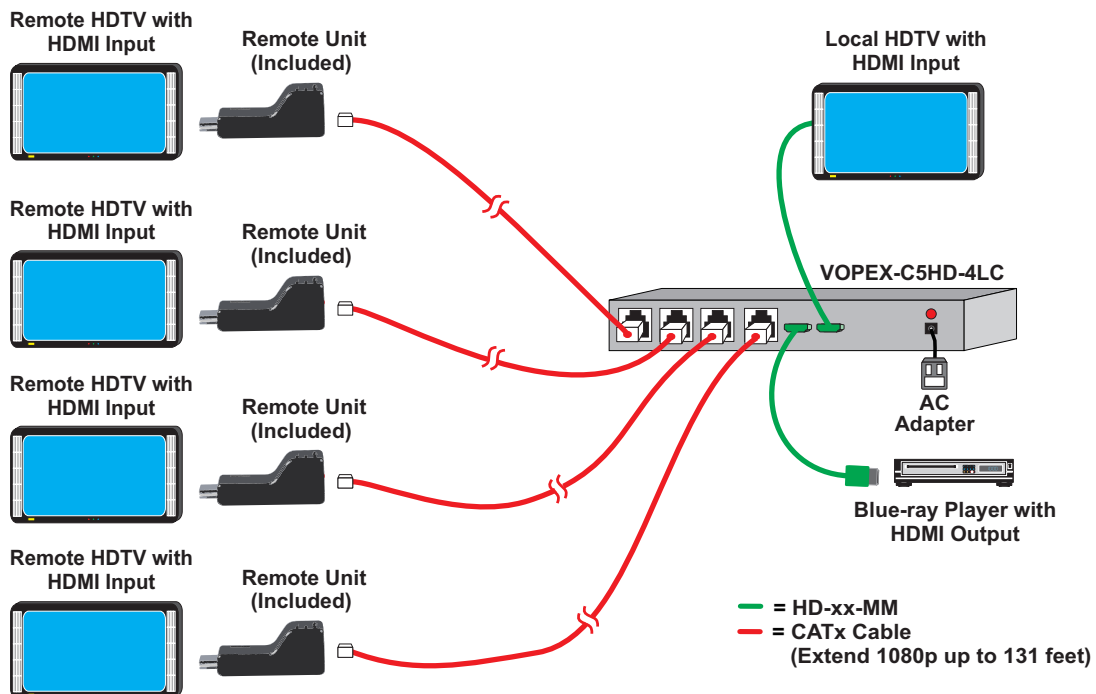 Remote HDTV with
HDMI Input
Remote Unit
(Included)
Local HDTV with
HDMI Input
Remote HDTV with
HDMI Input
Remote Unit
(Included)
VOPEX-C5HD-4LC
Remote HDTV with
HDMI Input
Remote Unit
(Included)
AC
Adapter
Blue-ray Player with
HDMI Output
Remote HDTV with
HDMI Input
Remote Unit
(Included)
= HD-xx-MM
= CATx Cable
(Extend 1080p up to 131 feet)